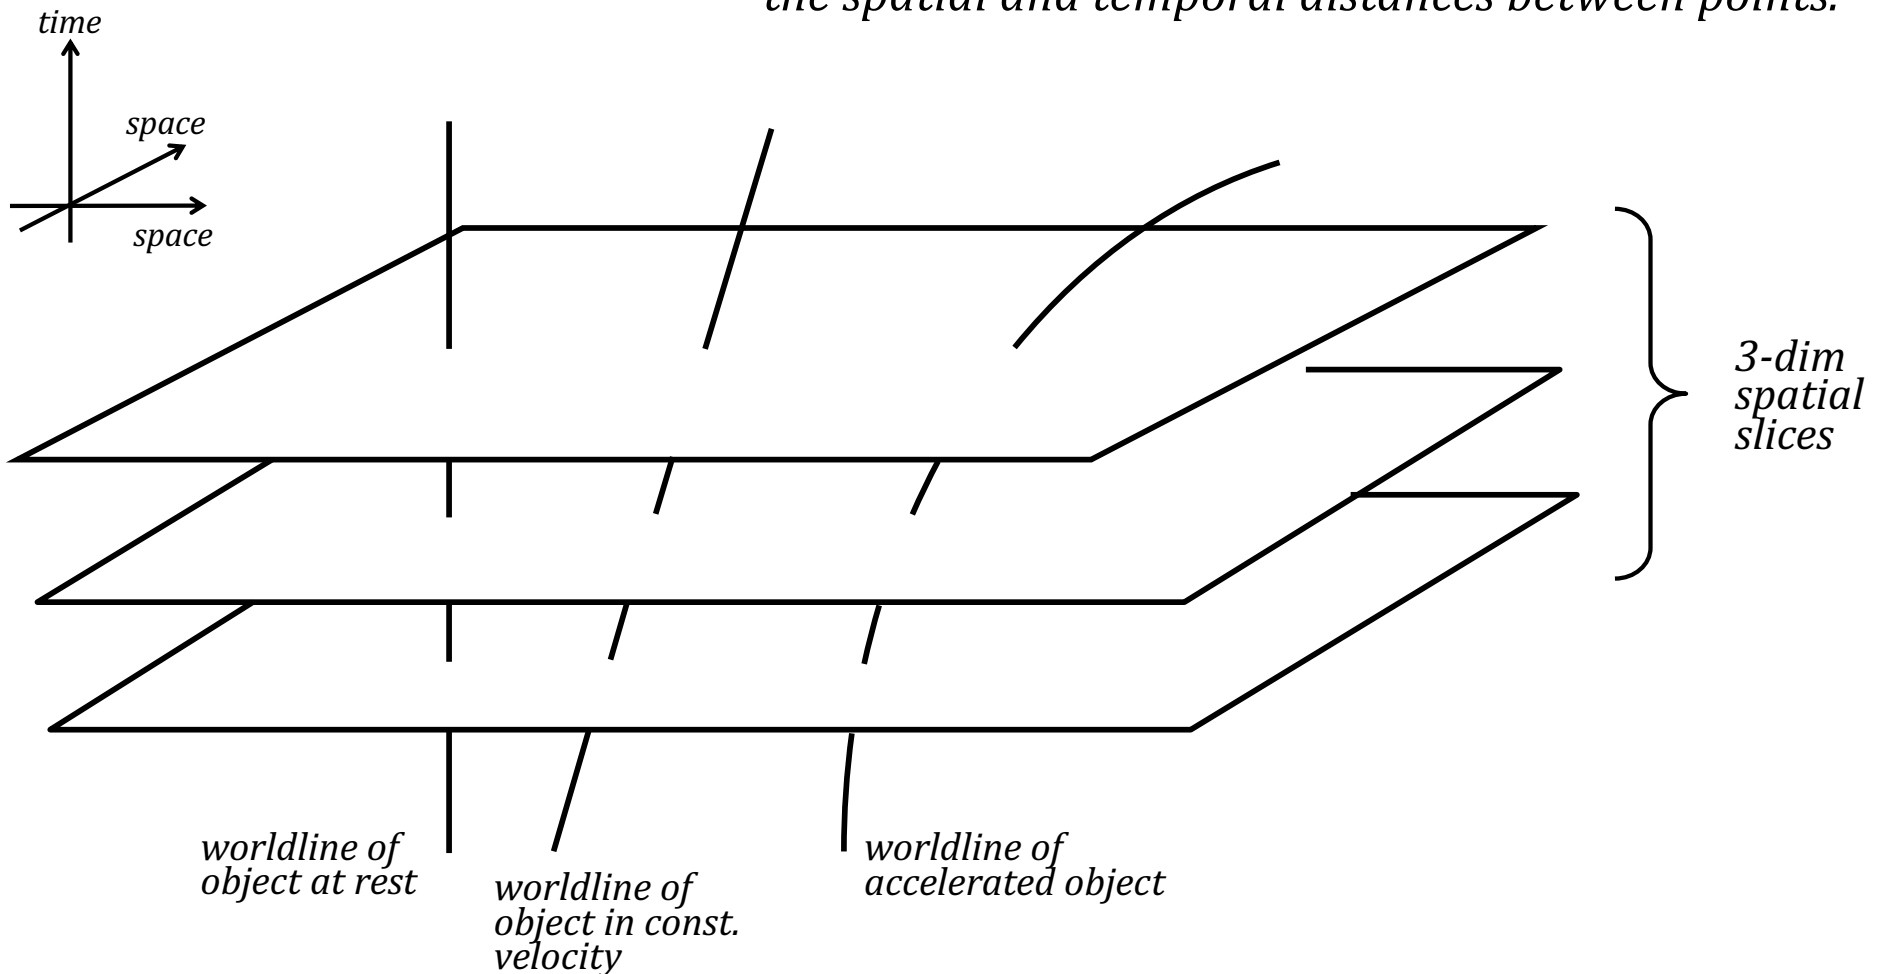 the spatial and temporal distances between points.
time
space
space
3-dim
spatial
slices
worldline of
object at rest
worldline of
object in const.
velocity
worldline of
accelerated object